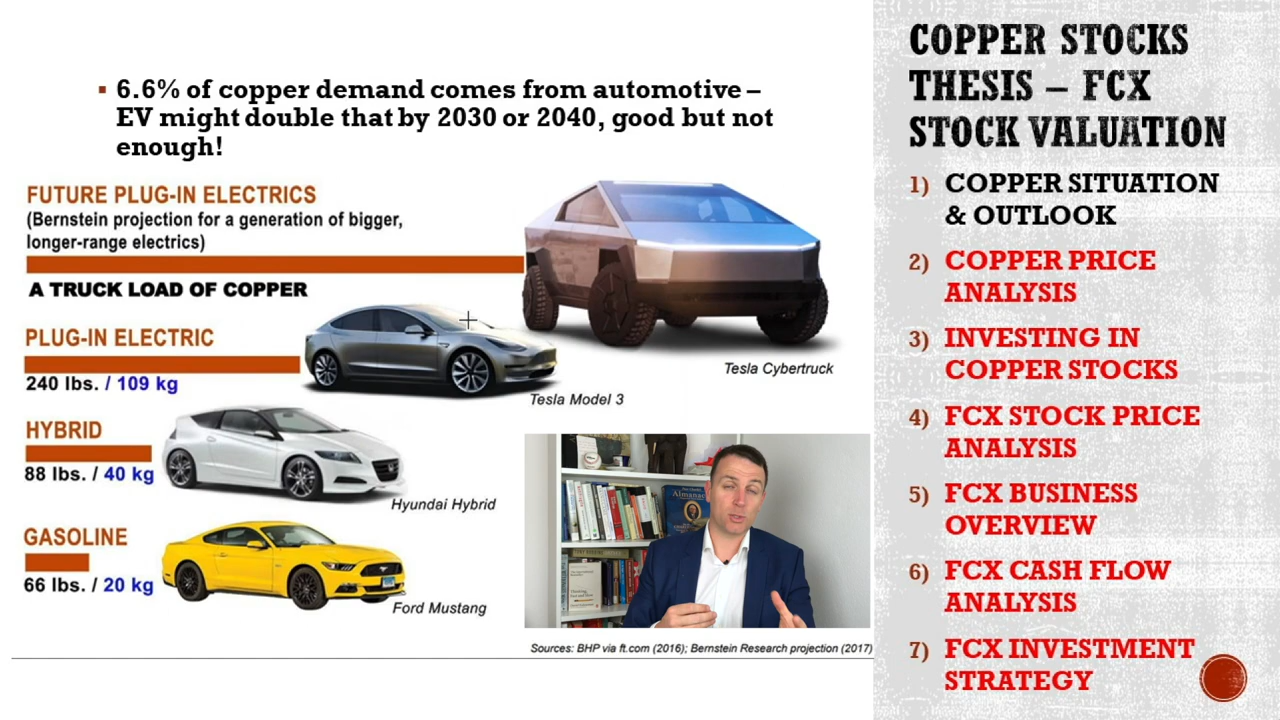 6.6% of copper demand comes from automotive –
EV might double that by 2030 or 2040, good but not
enough!
FUTURE PLUG-IN ELECTRICS
(Bernstein projection for a generation of bigger,
longer-range electrics)
A TRUCK LOAD OF COPPER
Tesla Cybertruck
PLUG-IN ELECTRIC
240 lbs. / 109 kg
Tesla Model 3
HYBRID
88 lbs. / 40 kg
Hyundai Hybrid
GASOLINE
66 lbs. / 20 kg
Ford Mustang
Almanac
Sources: BHP via ft.com (2016); Bernstein Research projection (2017)
COPPER STOCKS
THESIS – FCX
STOCK VALUATION
1) COPPER SITUATION
& OUTLOOK
2) COPPER PRICE
ANALYSIS
3) INVESTING IN
COPPER STOCKS
4) FCX STOCK PRICE
ANALYSIS
5) FCX BUSINESS
OVERVIEW
6) FCX CASH FLOW
ANALYSIS
7) FCX INVESTMENT
STRATEGY